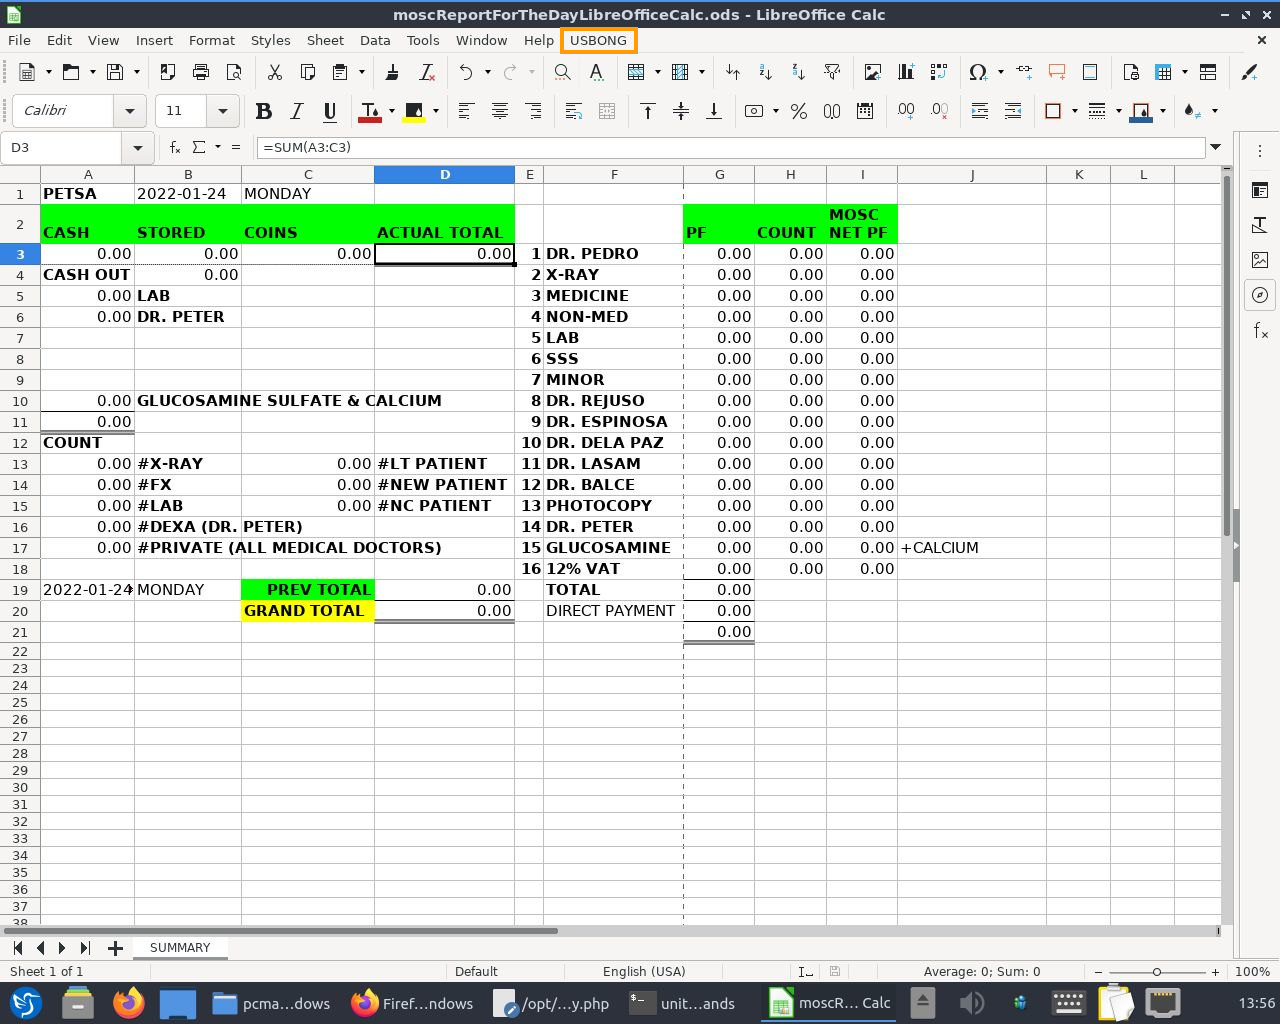 moscReportForTheDayLibreOfficeCalc.ods - LibreOffice Calc
File Edit View Insert Format Styles Sheet Data Tools Window Help USBONG
Calibri 11
D3 =SUM(A3:C3)
A B C D E F G H I J K L
1 PETSA 2022-01-24 MONDAY
2 CASH STORED COINS ACTUAL TOTAL PF COUNT MOSC NET PF
3 0.00 0.00 0.00 0.00 1 DR. PEDRO 0.00 0.00 0.00
4 CASH OUT 0.00 2 X-RAY 0.00 0.00 0.00
5 0.00 LAB 3 MEDICINE 0.00 0.00 0.00
6 0.00 DR. PETER 4 NON-MED 0.00 0.00 0.00
7 5 LAB 0.00 0.00 0.00
8 6 SSS 0.00 0.00 0.00
9 7 MINOR 0.00 0.00 0.00
10 0.00 GLUCOSAMINE SULFATE & CALCIUM 8 DR. REJUSO 0.00 0.00 0.00
11 0.00 9 DR. ESPINOSA 0.00 0.00 0.00
12 COUNT 10 DR. DELA PAZ 0.00 0.00 0.00
13 0.00 #X-RAY 0.00 #LT PATIENT 11 DR. LASAM 0.00 0.00 0.00
14 0.00 #FX 0.00 #NEW PATIENT 12 DR. BALCE 0.00 0.00 0.00
15 0.00 #LAB 0.00 #NC PATIENT 13 PHOTOCOPY 0.00 0.00 0.00
16 0.00 #DEXA (DR. PETER) 14 DR. PETER 0.00 0.00 0.00
17 0.00 #PRIVATE (ALL MEDICAL DOCTORS) 15 GLUCOSAMINE 0.00 0.00 0.00 +CALCIUM
18 16 12% VAT 0.00 0.00 0.00
19 2022-01-24 MONDAY PREV TOTAL 0.00 TOTAL 0.00
20 GRAND TOTAL 0.00 DIRECT PAYMENT 0.00
21 0.00
22
23
24
25
26
27
28
29
30
31
32
33
34
35
36
37
38
SUMMARY
Sheet 1 of 1 Default English (USA) Average: 0; Sum: 0 100%
pcma...dows Firef...ndows /opt/...y.php unit...ands moscR... Calc 13:56